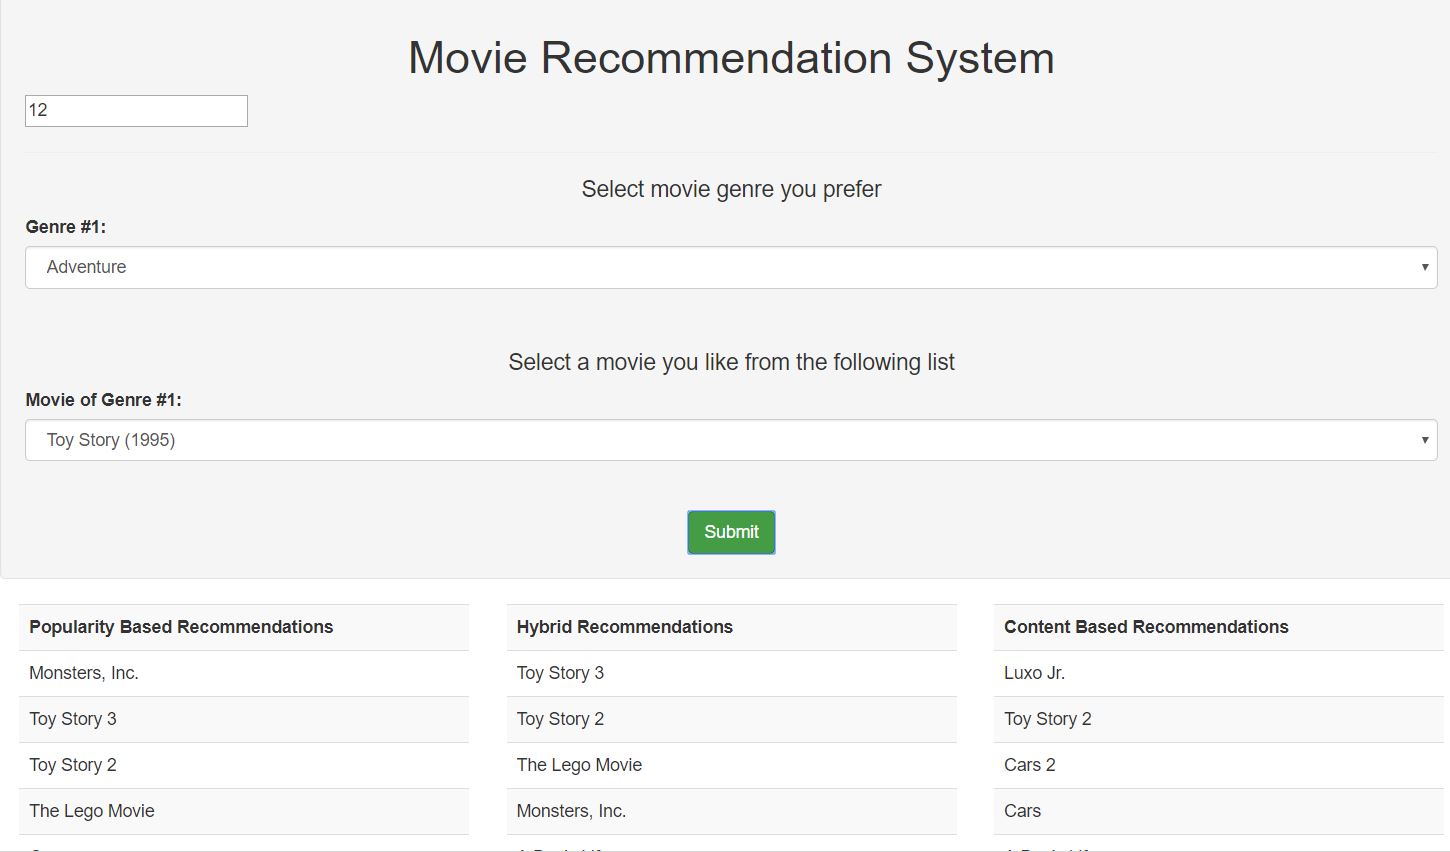 Movie Recommendation System
12
Select movie genre you prefer
Genre #1:
Adventure
Select a movie you like from the following list
Movie of Genre #1:
Toy Story (1995)
Submit
Popularity Based Recommendations
Monsters, Inc.
Toy Story 3
Toy Story 2
The Lego Movie
Hybrid Recommendations
Toy Story 3
Toy Story 2
The Lego Movie
Monsters, Inc.
Content Based Recommendations
Luxo Jr.
Toy Story 2
Cars 2
Cars